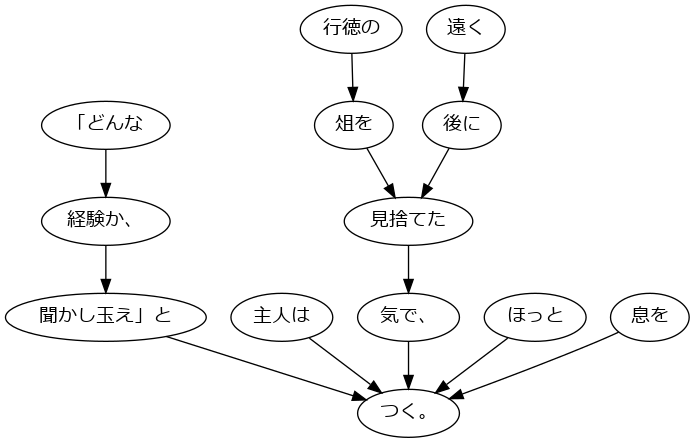 行徳の
遠く
「どんな
俎を
後に
経験か、
見捨てた
聞かし玉え」と
主人は
気で、
ほっと
息を
つく。